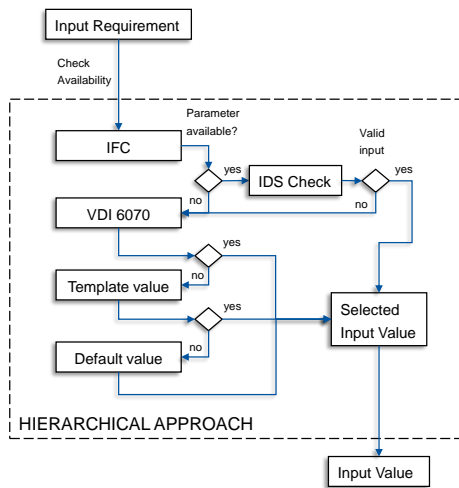 Input Requirement
Check
Availability
Parameter
available?
Valid
input
IFC
yes
IDS Check
yes
no
no
VDI 6070
yes
no
Template value
yes
Selected
Input Value
no
Default value
HIERARCHICAL APPROACH
Input Value